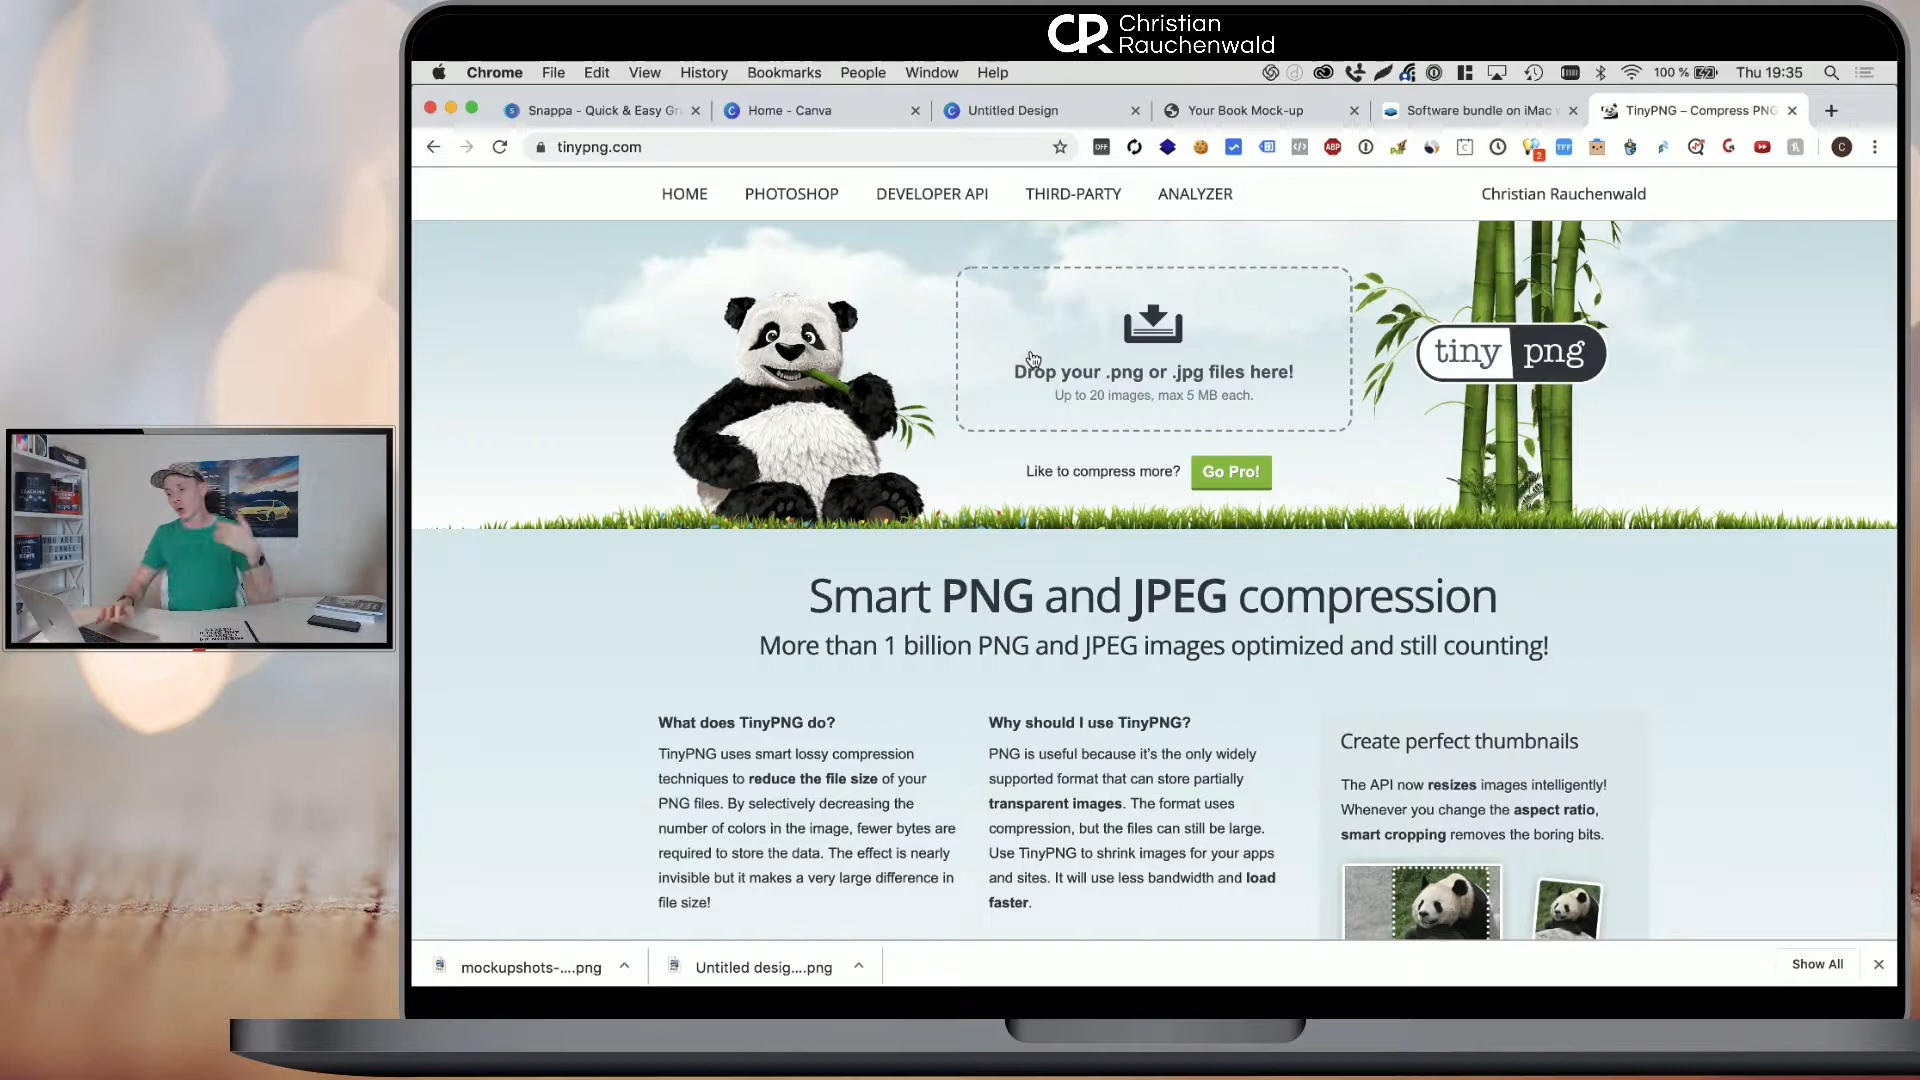 Christian
Rauchenwald
Chrome File Edit View History Bookmarks People Window Help
100 % Thu 19:35
Snappa - Quick & Easy Gr
Home - Canva
Untitled Design
Your Book Mock-up
Software bundle on iMac
TinyPNG – Compress PNG
tinypng.com
OFF
ABP
TFF
2
C
HOME PHOTOSHOP DEVELOPER API THIRD-PARTY ANALYZER Christian Rauchenwald
Drop your .png or .jpg files here!
Up to 20 images, max 5 MB each.
tiny png
Like to compress more? Go Pro!
Smart PNG and JPEG compression
More than 1 billion PNG and JPEG images optimized and still counting!
What does TinyPNG do?
TinyPNG uses smart lossy compression
techniques to reduce the file size of your
PNG files. By selectively decreasing the
number of colors in the image, fewer bytes are
required to store the data. The effect is nearly
invisible but it makes a very large difference in
file size!
Why should I use TinyPNG?
PNG is useful because it's the only widely
supported format that can store partially
transparent images. The format uses
compression, but the files can still be large.
Use TinyPNG to shrink images for your apps
and sites. It will use less bandwidth and load
faster.
Create perfect thumbnails
The API now resizes images intelligently!
Whenever you change the aspect ratio,
smart cropping removes the boring bits.
mockupshots-....png
Untitled desig....png
Show All
YOU ARE 1
FUNNEL
AWAY